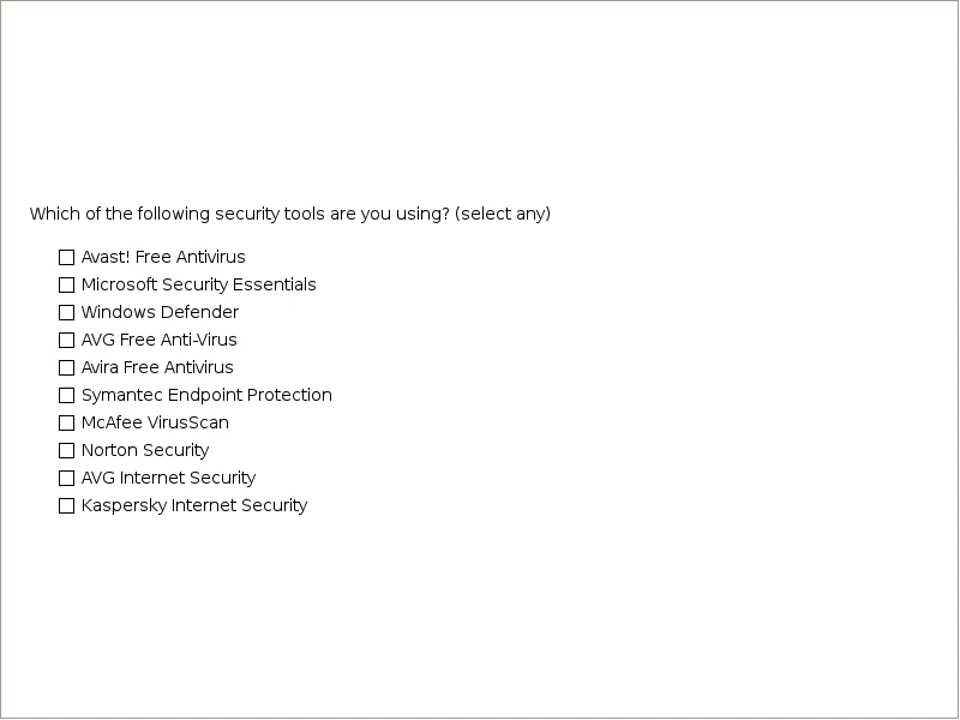 Which of the following security tools are you using? (select any)
Avast! Free Antivirus
Microsoft Security Essentials
Windows Defender
AVG Free Anti-Virus
Avira Free Antivirus
Symantec Endpoint Protection
McAfee VirusScan
Norton Security
AVG Internet Security
Kaspersky Internet Security